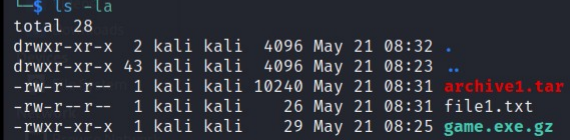 └─$ ls -la
total 28
drwxr-xr-x  2 kali kali  4096 May 21 08:32 .
drwxr-xr-x 43 kali kali  4096 May 21 08:23 ..
-rw-r--r--  1 kali kali 10240 May 21 08:31 archive1.tar
-rw-r--r--  1 kali kali    26 May 21 08:31 file1.txt
-rw-r--r--  1 kali kali    29 May 21 08:25 game.exe.gz